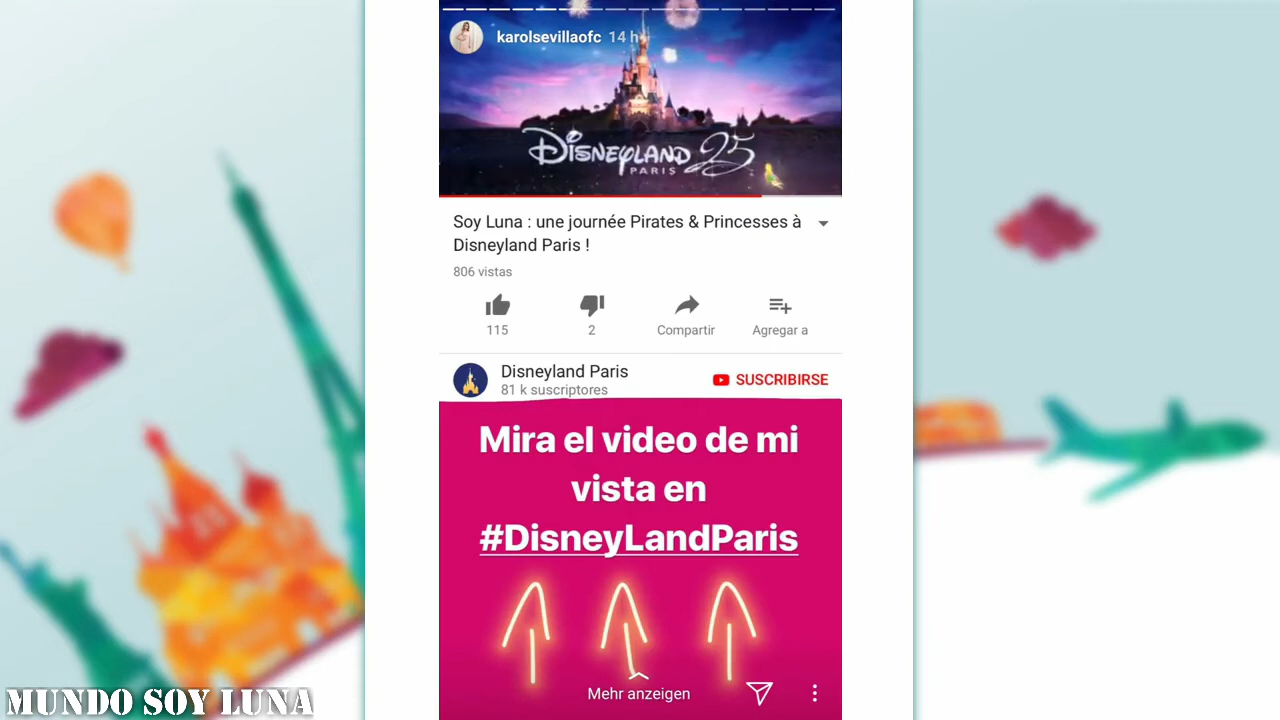 karolsevillaofc 14 h
Disneyland 25
PARIS
Soy Luna : une journée Pirates & Princesses à
Disneyland Paris !
806 vistas
115
2
Compartir
Agregar a
Disneyland Paris
81 k suscriptores
SUSCRIBIRSE
Mira el video de mi
vista en
#DisneyLandParis
Mehr anzeigen
MUNDO SOY LUNA